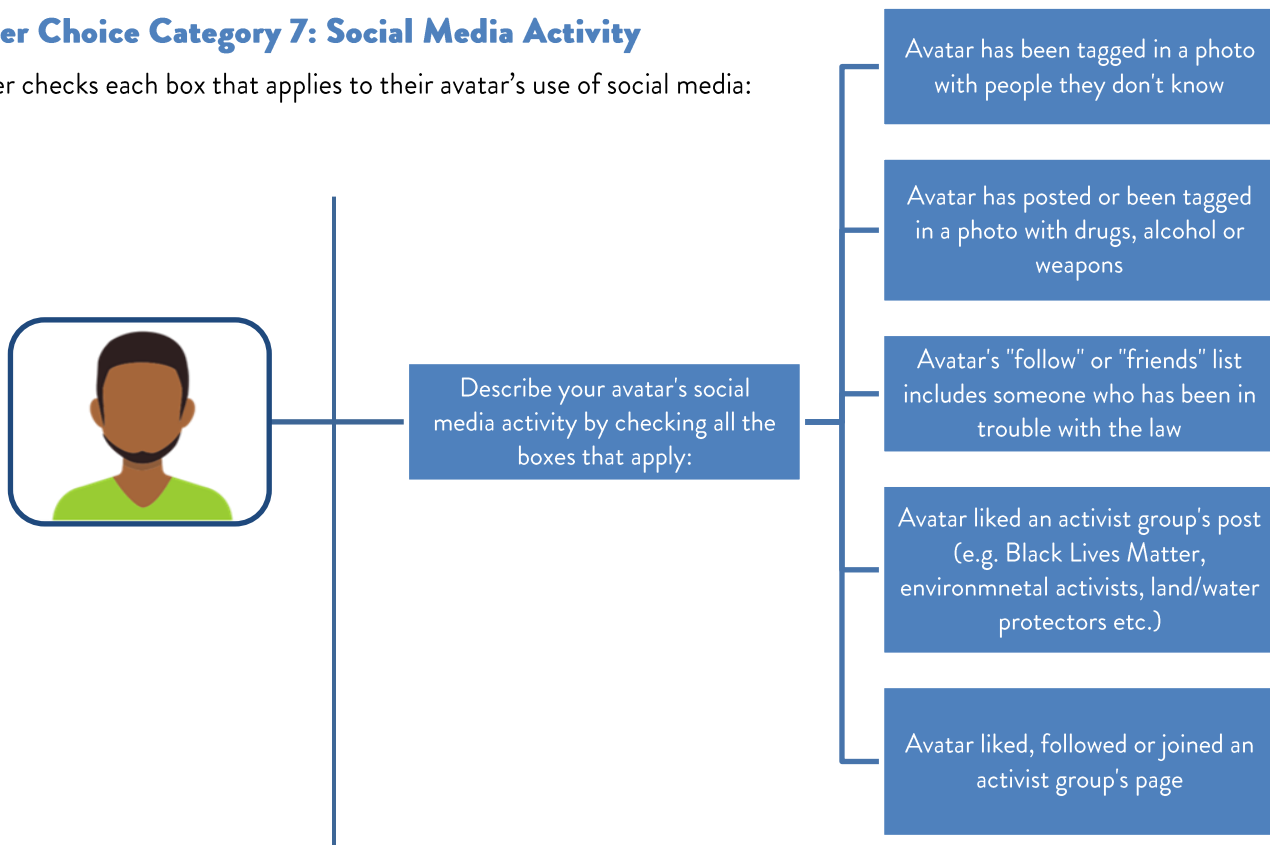 er Choice Category 7: Social Media Activity
er checks each box that applies to their avatar's use of social media:
Describe your avatar's social
media activity by checking all the
boxes that apply:
Avatar has been tagged in a photo
with people they don't know
Avatar has posted or been tagged
in a photo with drugs, alcohol or
weapons
Avatar's "follow" or "friends" list
includes someone who has been in
trouble with the law
Avatar liked an activist group's post
(e.g. Black Lives Matter,
environmnetal activists, land/water
protectors etc.)
Avatar liked, followed or joined an
activist group's page